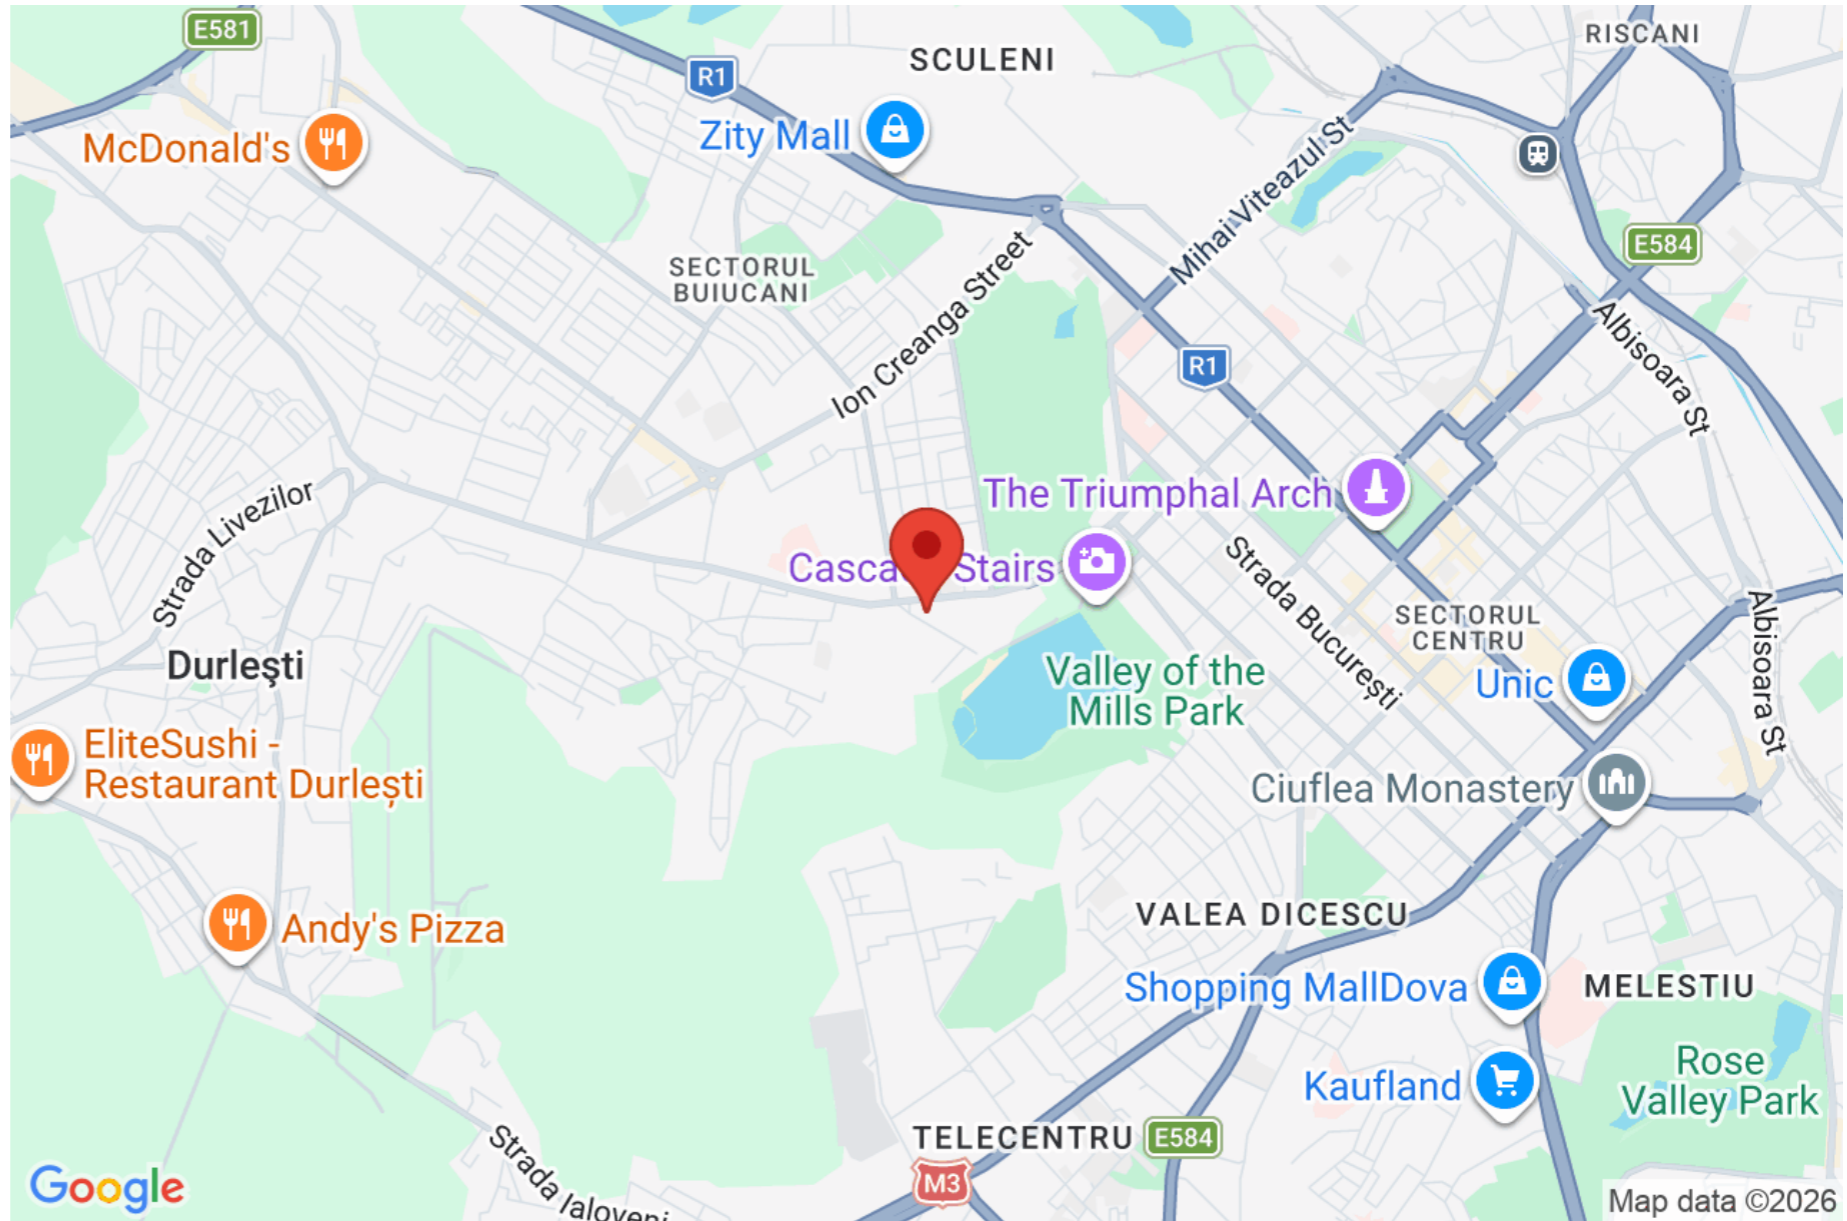 E581
R1
SCULENI
RISCANI
McDonald's
Zity Mall
Mihai Viteazul St
E584
SECTORUL
BUIUCANI
Ion Creanga Street
Albisoara St
R1
Strada Livezilor
The Triumphal Arch
Cascade Stairs
Strada București
SECTORUL
CENTRU
Albisoara St
Durleşti
Valley of the
Mills Park
Unic
EliteSushi -
Restaurant Durlești
Ciuflea Monastery
Andy's Pizza
VALEA DICESCU
Shopping MallDova
MELESTIU
Rose
Valley Park
Kaufland
TELECENTRU
E584
Strada Ialoveni
M3
Google
Map data ©2026